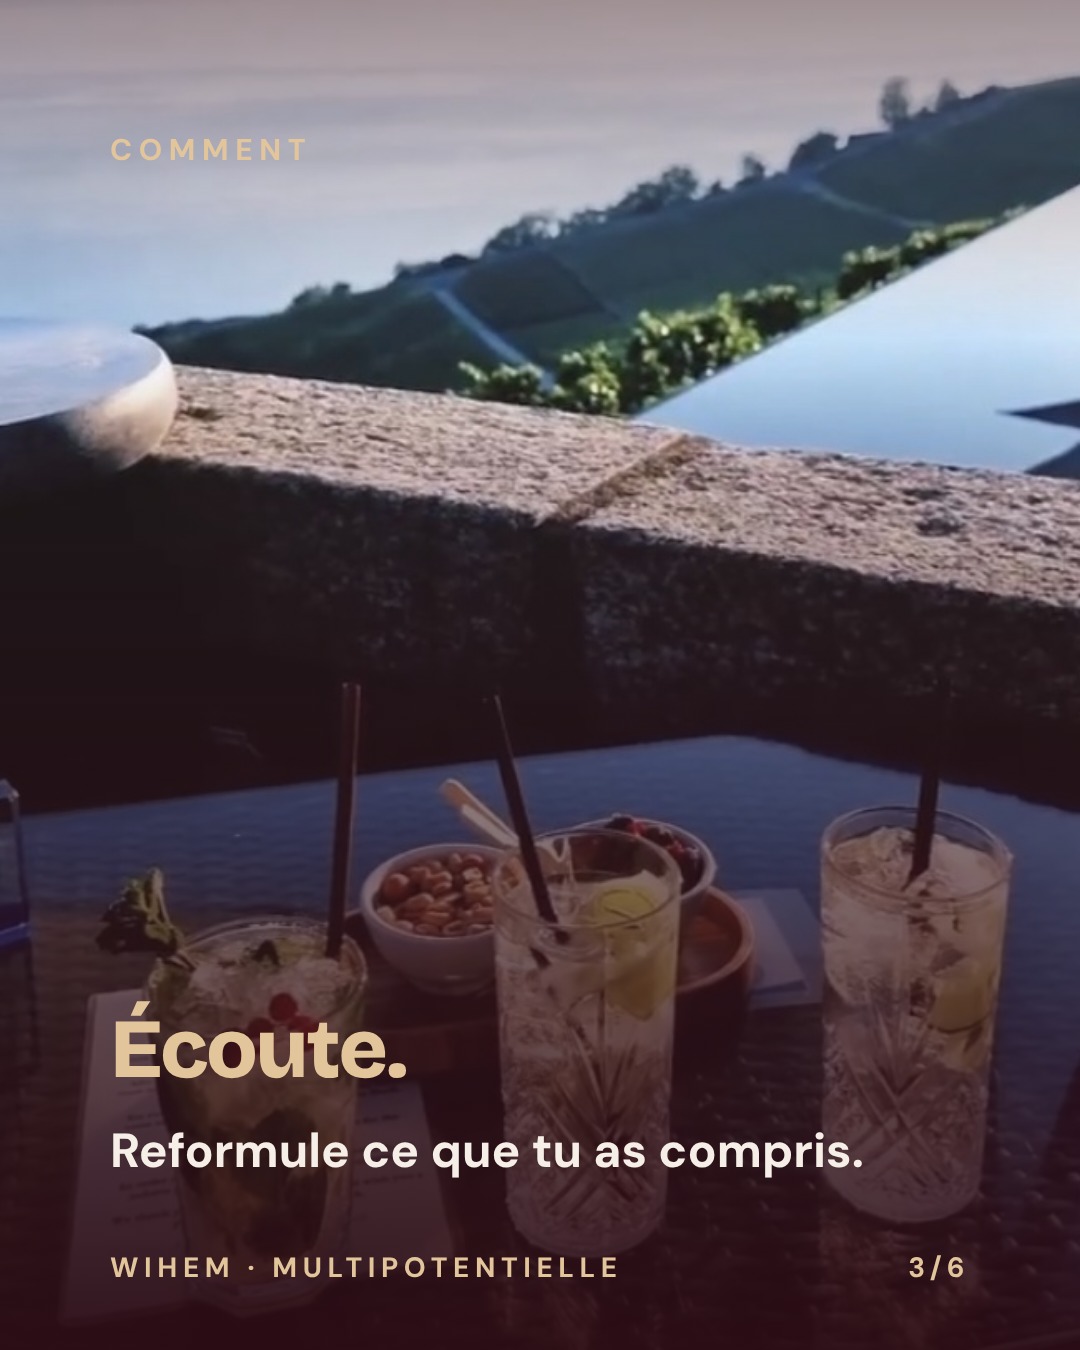 COMMENT
Écoute.
Reformule ce que tu as compris.
WIHEM · MULTIPOTENTIELLE
3/6